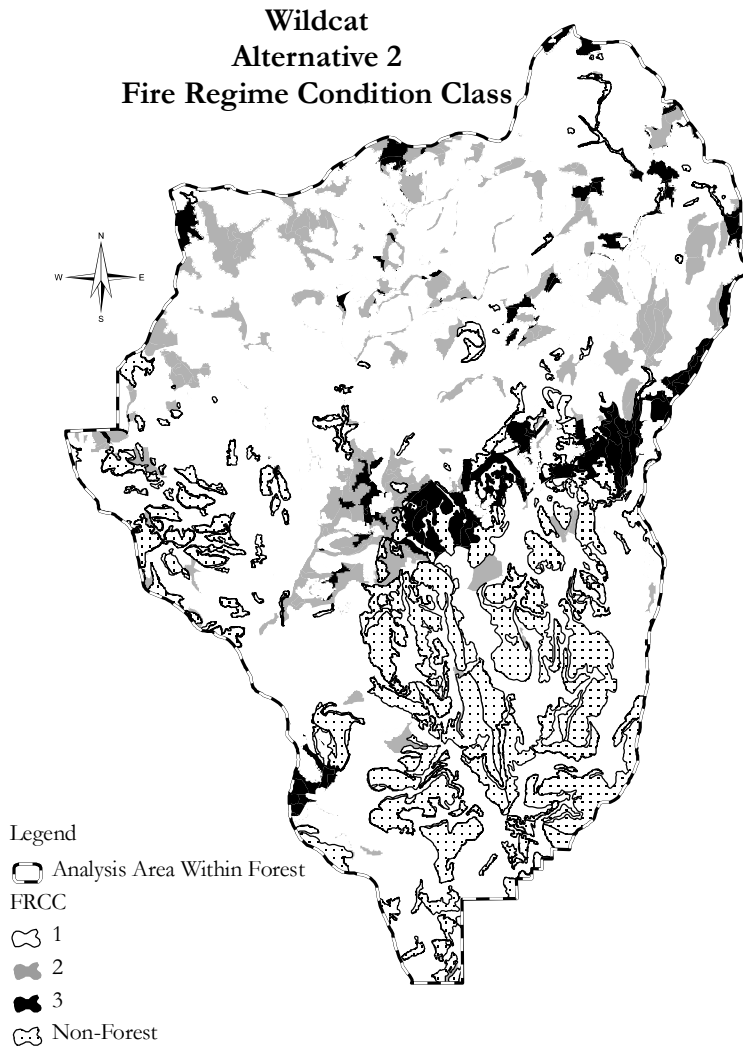 Wildcat
Alternative 2
Fire Regime Condition Class
N
W E
S
Legend
Analysis Area Within Forest
FRCC
1
2
3
Non-Forest